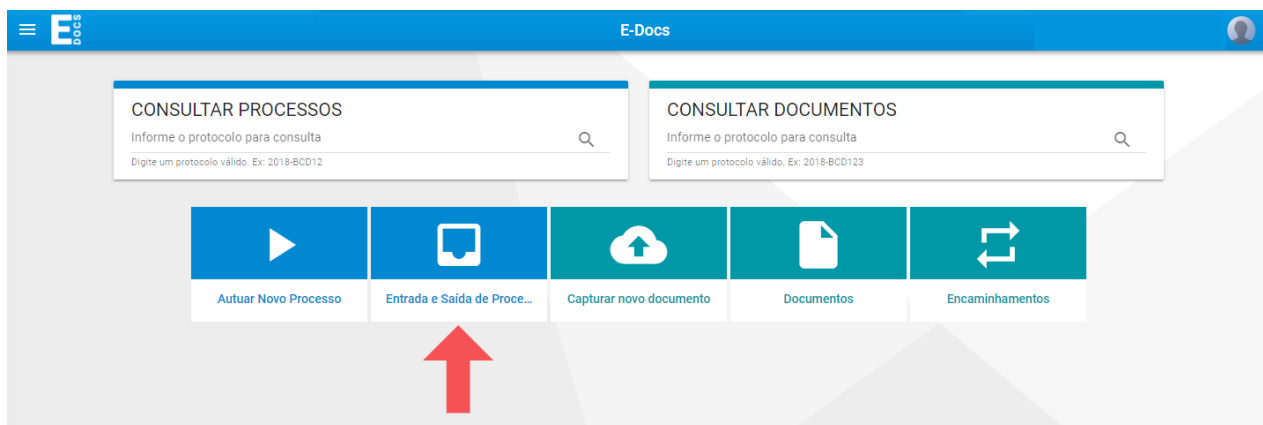 E DOCS
E-Docs
CONSULTAR PROCESSOS
Informe o protocolo para consulta
Digite um protocolo válido. Ex: 2018-BCD12
CONSULTAR DOCUMENTOS
Informe o protocolo para consulta
Digite um protocolo válido. Ex: 2018-BCD123
Autuar Novo Processo
Entrada e Saída de Proce...
Capturar novo documento
Documentos
Encaminhamentos